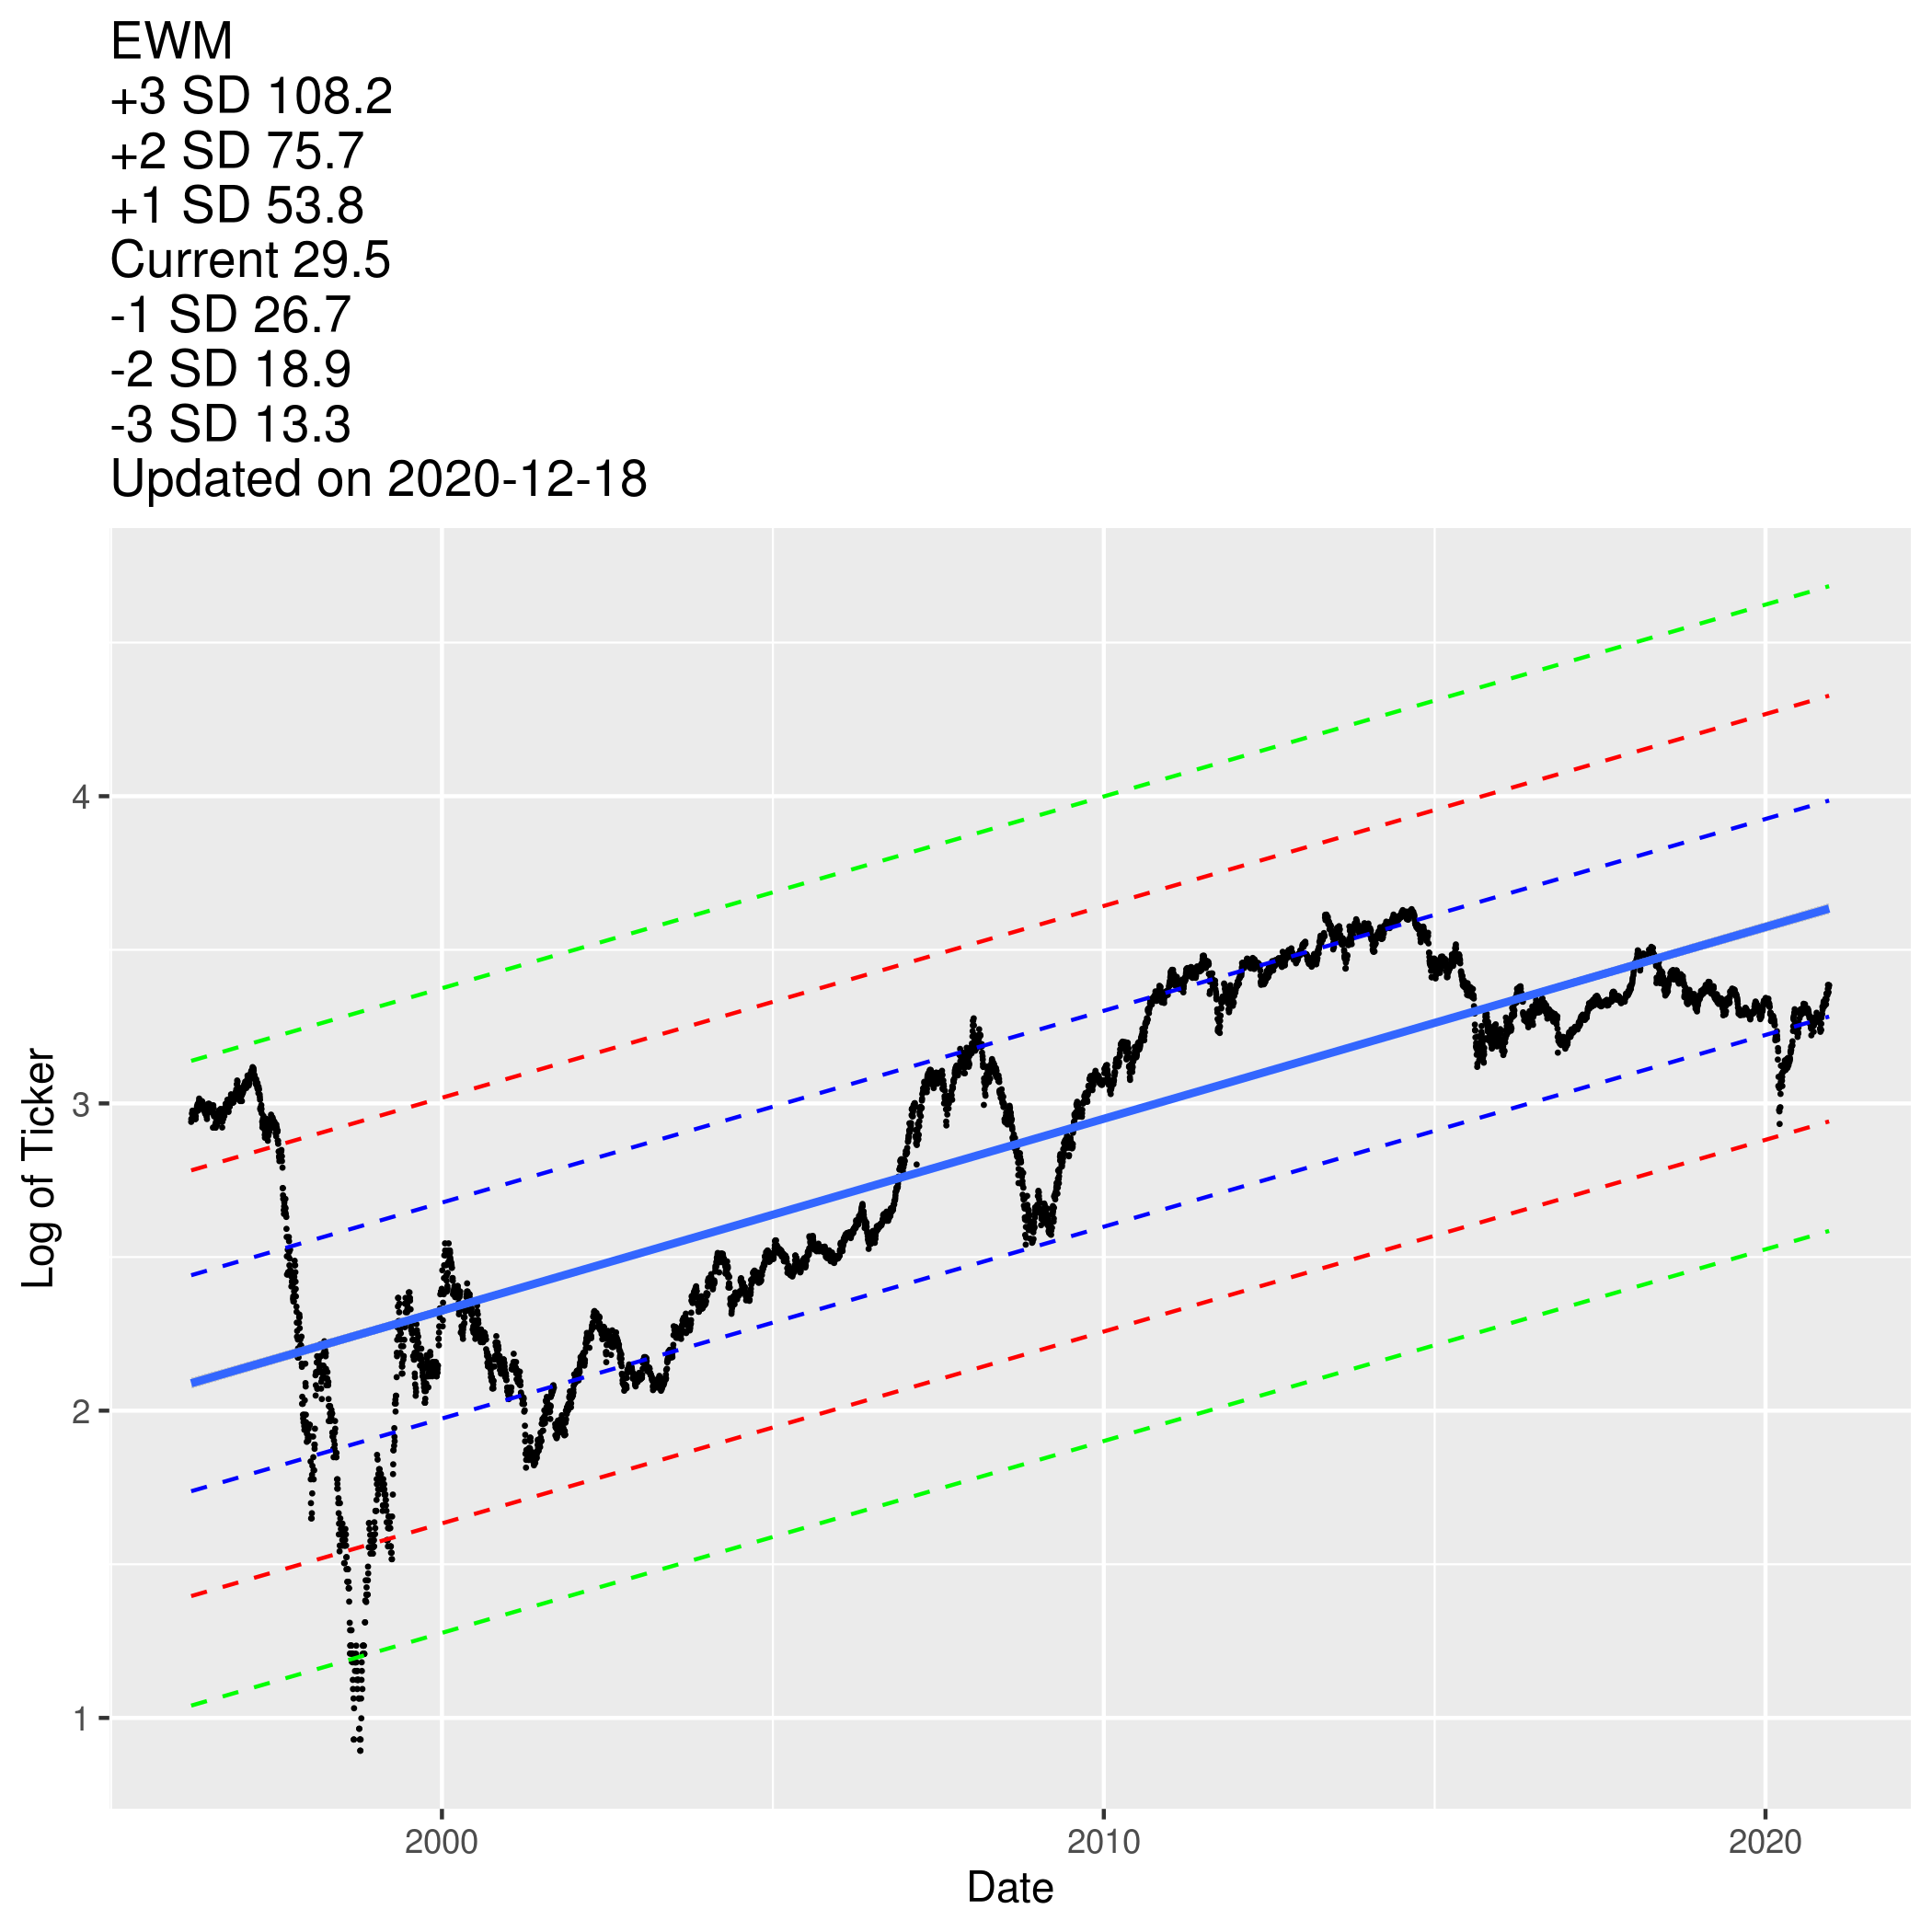 EWM
+3 SD 108.2
+2 SD 75.7
+1 SD 53.8
Current 29.5
-1 SD 26.7
-2 SD 18.9
-3 SD 13.3
Updated on 2020-12-18
4
3
2
1
Log of Ticker
2000 2010 2020
Date